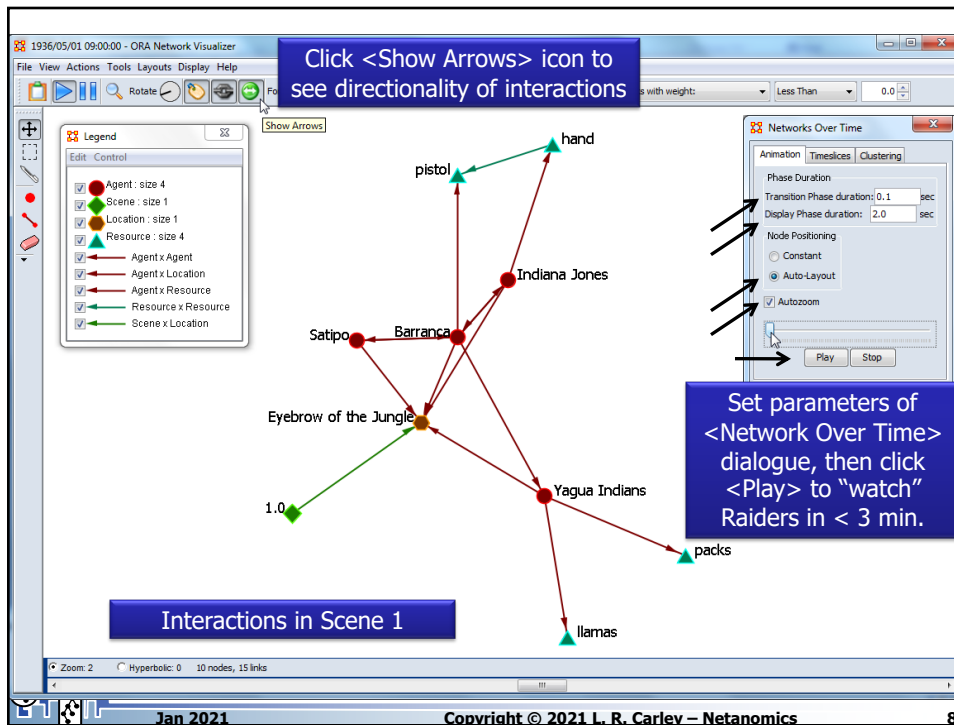 1936/05/01 09:00:00 - ORA Network Visualizer
File View Actions Tools Layouts Display Help
Click <Show Arrows> icon to
see directionality of interactions
Rotate
s with weight:
Less Than
0.0
Show Arrows
Legend
Edit Control
Agent : size 4
Scene : size 1
Location : size 1
Resource : size 4
Agent x Agent
Agent x Location
Agent x Resource
Resource x Resource
Scene x Location
hand
pistol
Indiana Jones
Satipo
Barranca
Eyebrow of the Jungle
1.0
Yagua Indians
packs
llamas
Networks Over Time
Animation Timeslices Clustering
Phase Duration
Transition Phase duration: 0.1 sec
Display Phase duration: 2.0 sec
Node Positioning
Constant
Auto-Layout
Autozoom
Play Stop
Set parameters of
<Network Over Time>
dialogue, then click
<Play> to “watch”
Raiders in < 3 min.
Interactions in Scene 1
Zoom: 2 Hyperbolic: 0 10 nodes, 15 links
Jan 2021 Copyright © 2021 L. R. Carley – Netanomics 8